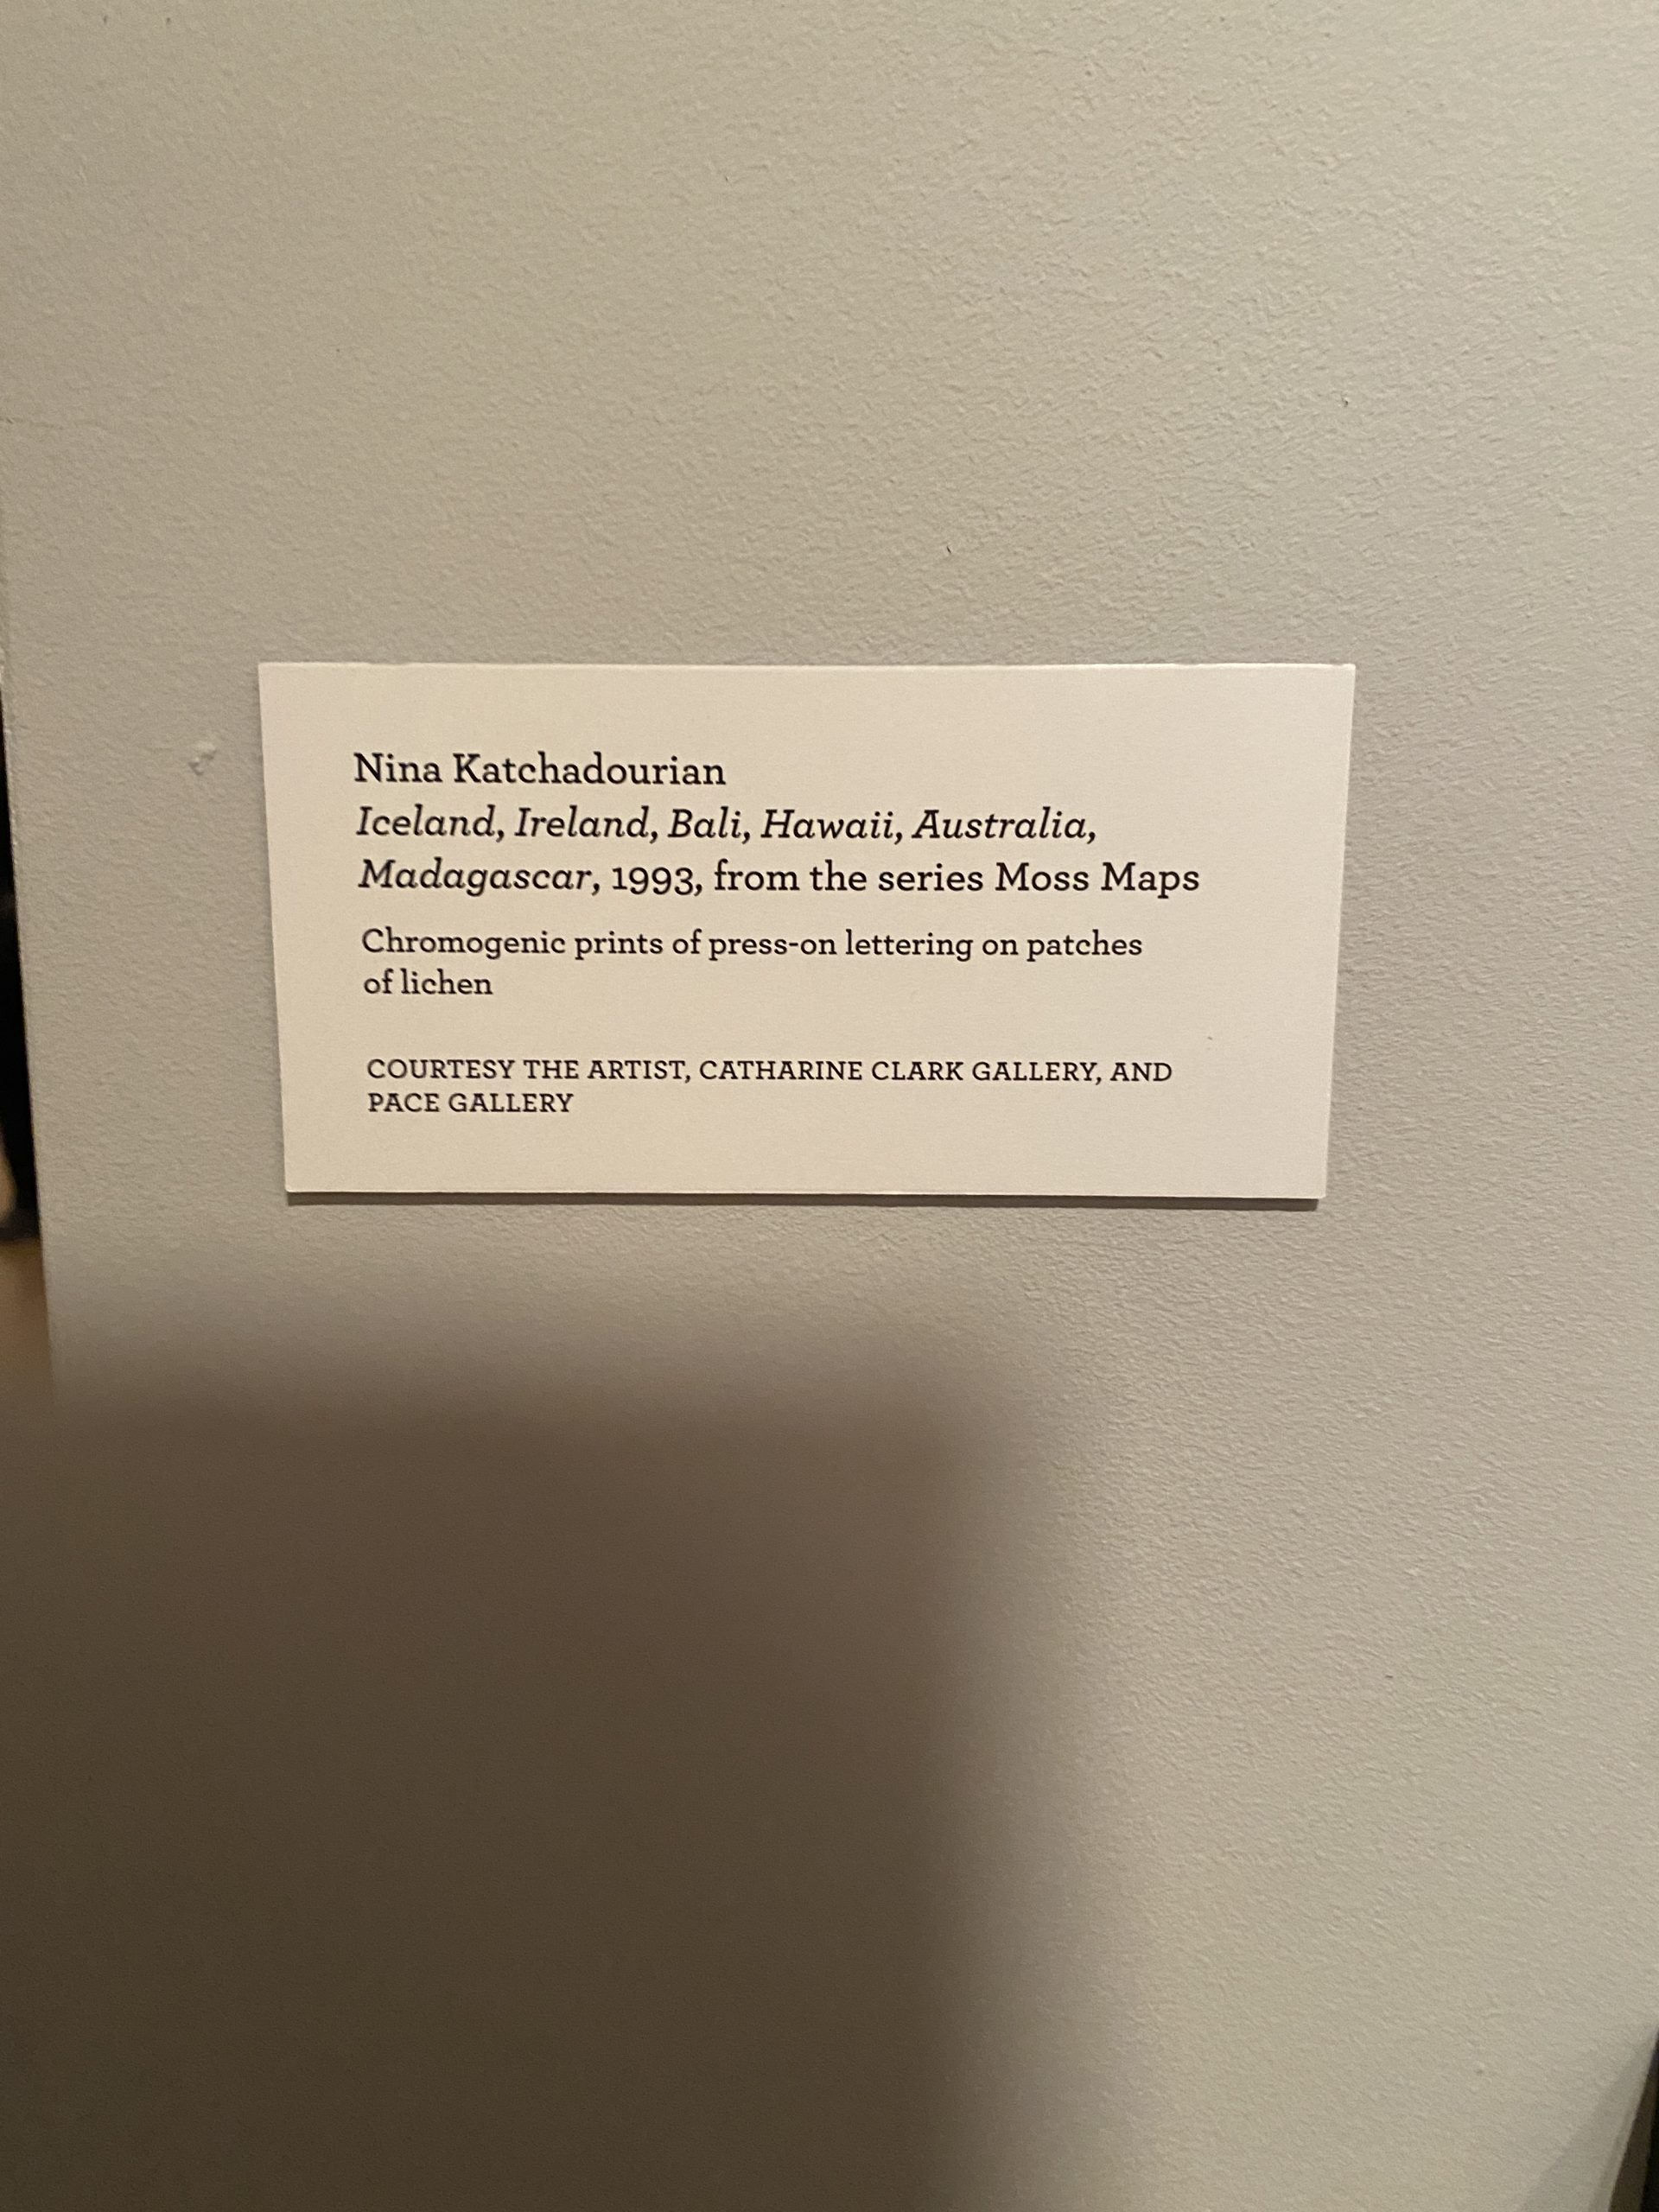 Nina Katchadourian
Iceland, Ireland, Bali, Hawaii, Australia,
Madagascar, 1993, from the series Moss Maps
Chromogenic prints of press-on lettering on patches
of lichen
COURTESY THE ARTIST, CATHARINE CLARK GALLERY, AND
PACE GALLERY